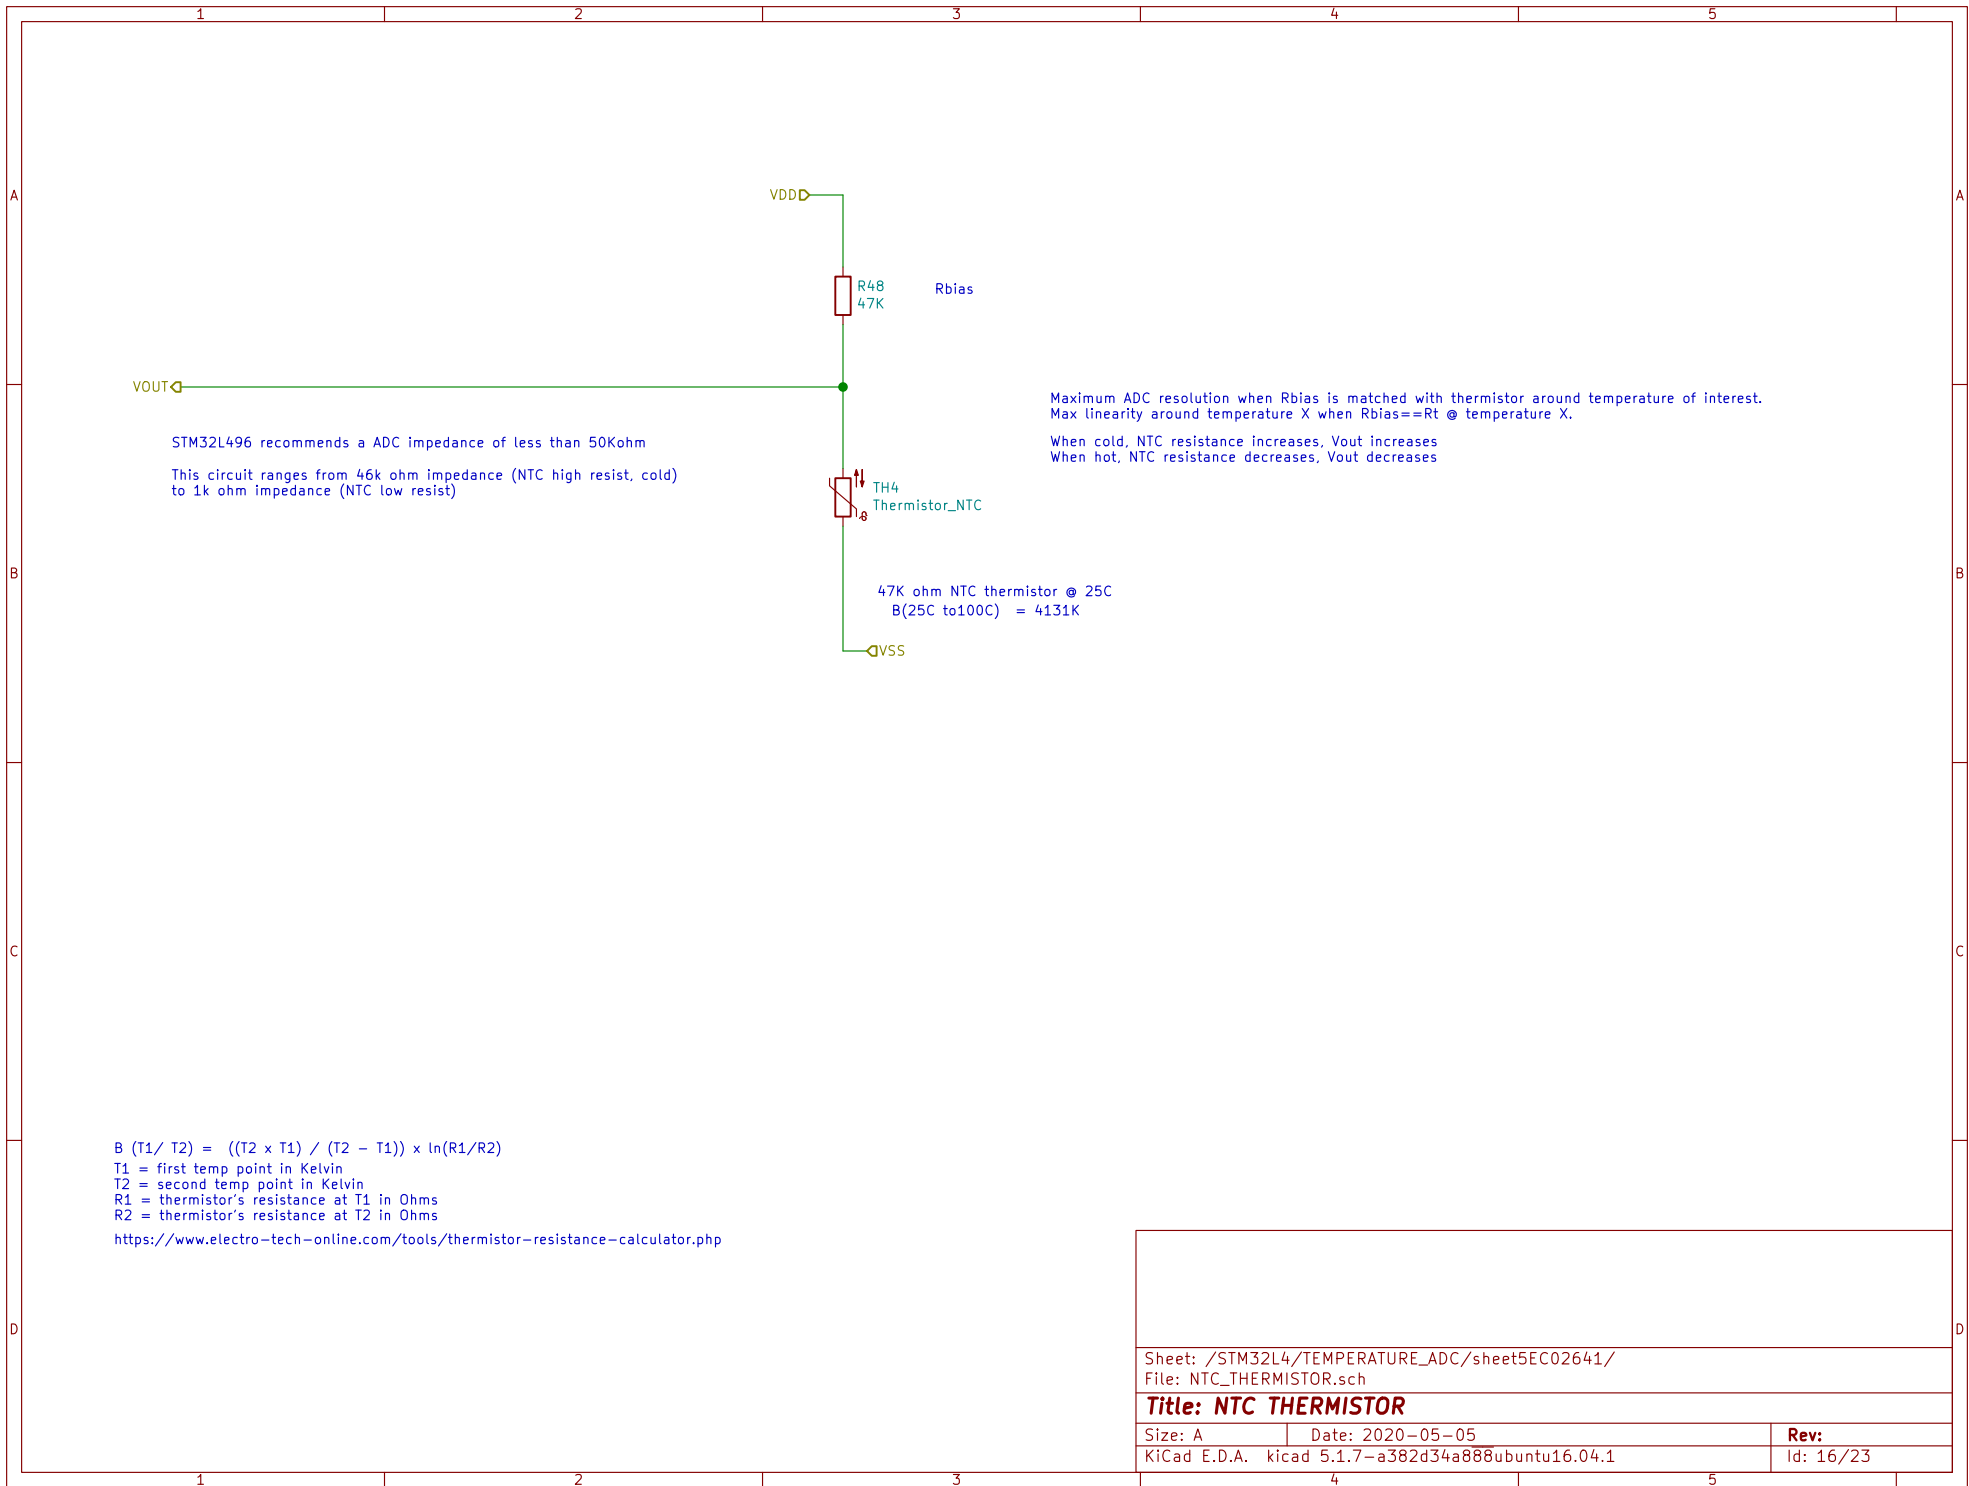 1 2 3 4 5
A A
VDD
R48
47K
Rbias
VOUT
Maximum ADC resolution when Rbias is matched with thermistor around temperature of interest.
Max linearity around temperature X when Rbias==Rt @ temperature X.
STM32L496 recommends a ADC impedance of less than 50Kohm
When cold, NTC resistance increases, Vout increases
When hot, NTC resistance decreases, Vout decreases
This circuit ranges from 46k ohm impedance (NTC high resist, cold)
to 1k ohm impedance (NTC low resist)
TH4
Thermistor_NTC
B B
47K ohm NTC thermistor @ 25C
B(25C to100C) = 4131K
VSS
C C
B (T1/ T2) = ((T2 x T1) / (T2 - T1)) x ln(R1/R2)
T1 = first temp point in Kelvin
T2 = second temp point in Kelvin
R1 = thermistor's resistance at T1 in Ohms
R2 = thermistor's resistance at T2 in Ohms
https://www.electro-tech-online.com/tools/thermistor-resistance-calculator.php
D D
Sheet: /STM32L4/TEMPERATURE_ADC/sheet5EC02641/
File: NTC_THERMISTOR.sch
Title: NTC THERMISTOR
Size: A Date: 2020-05-05 Rev:
KiCad E.D.A. kicad 5.1.7-a382d34a888ubuntu16.04.1 Id: 16/23
1 2 3 4 5